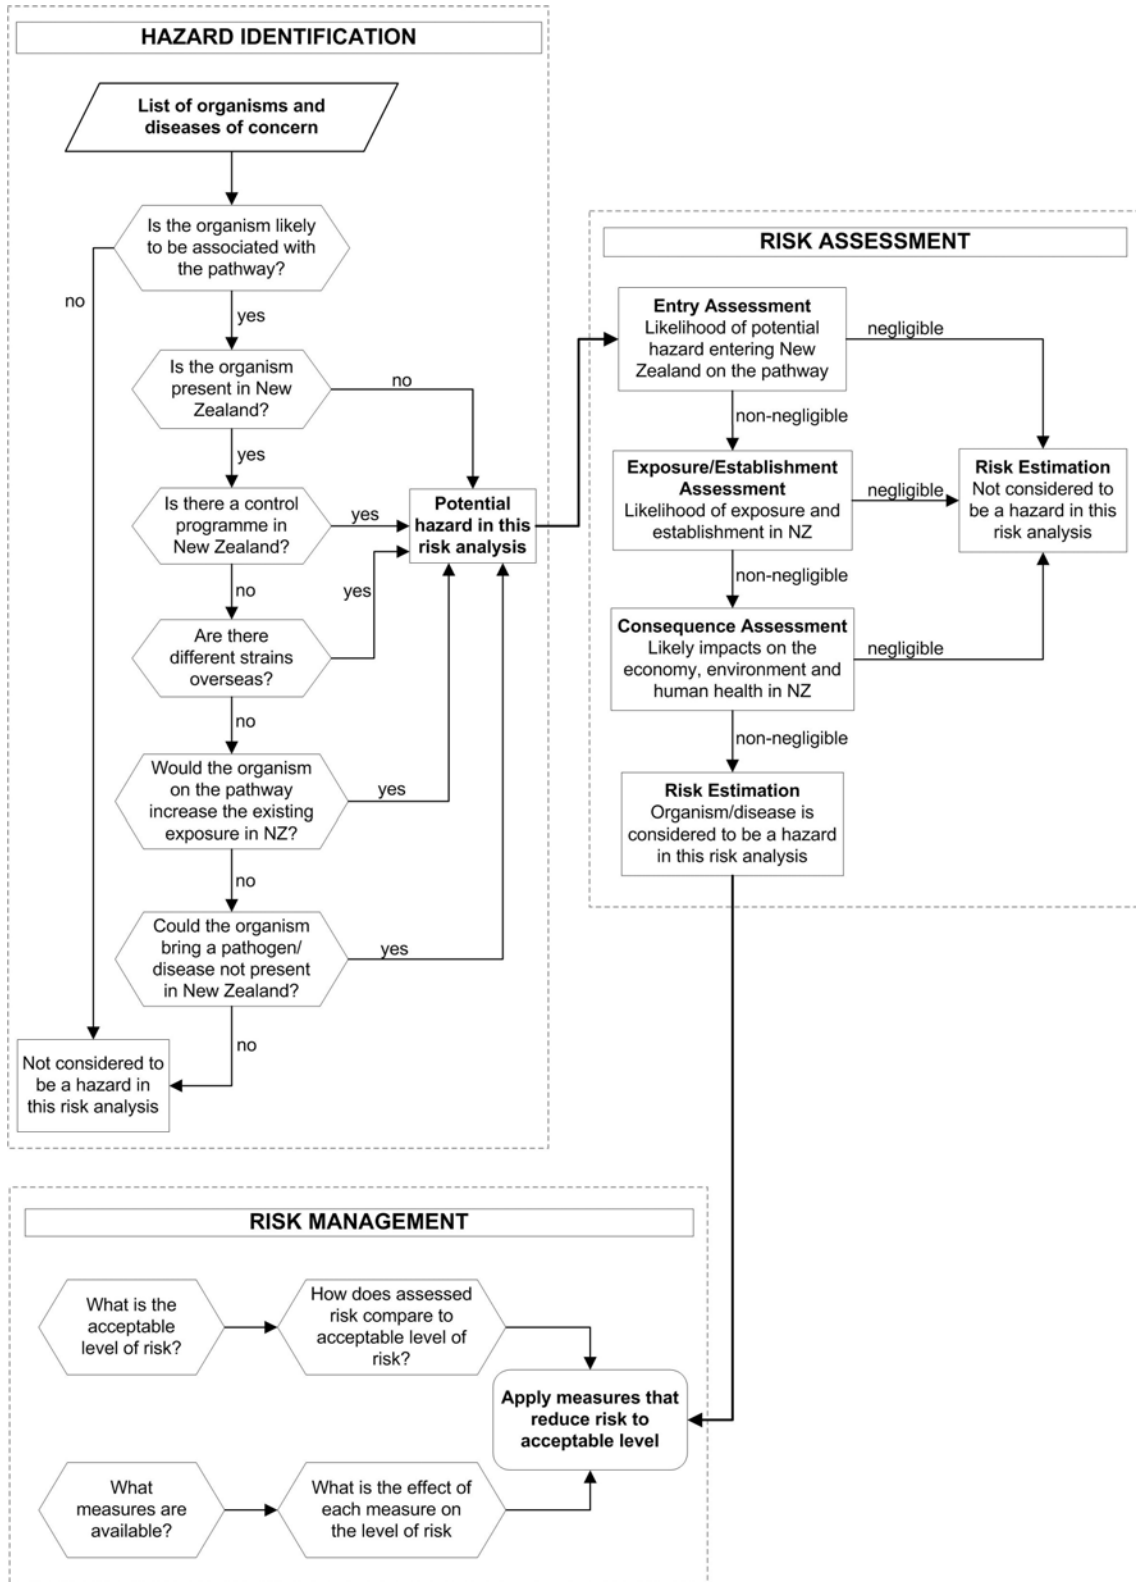 HAZARD IDENTIFICATION
List of organisms and
diseases of concern
Is the organism likely
to be associated with
the pathway?
no
yes
Is the organism
present in New
Zealand?
no
yes
Is there a control
programme in
New Zealand?
yes
Potential
hazard in this
risk analysis
no
yes
Are there
different strains
overseas?
no
Would the organism
on the pathway
increase the existing
exposure in NZ?
yes
no
Could the organism
bring a pathogen/
disease not present
in New Zealand?
yes
no
Not considered to
be a hazard in
this risk analysis
RISK ASSESSMENT
Entry Assessment
Likelihood of potential
hazard entering New
Zealand on the pathway
negligible
non-negligible
Exposure/Establishment
Assessment
Likelihood of exposure and
establishment in NZ
negligible
Risk Estimation
Not considered to
be a hazard in this
risk analysis
non-negligible
Consequence Assessment
Likely impacts on the
economy, environment and
human health in NZ
negligible
non-negligible
Risk Estimation
Organism/disease is
considered to be a hazard
in this risk analysis
RISK MANAGEMENT
What is the
acceptable
level of risk?
How does assessed
risk compare to
acceptable level of
risk?
Apply measures that
reduce risk to
acceptable level
What
measures are
available?
What is the effect of
each measure on
the level of risk